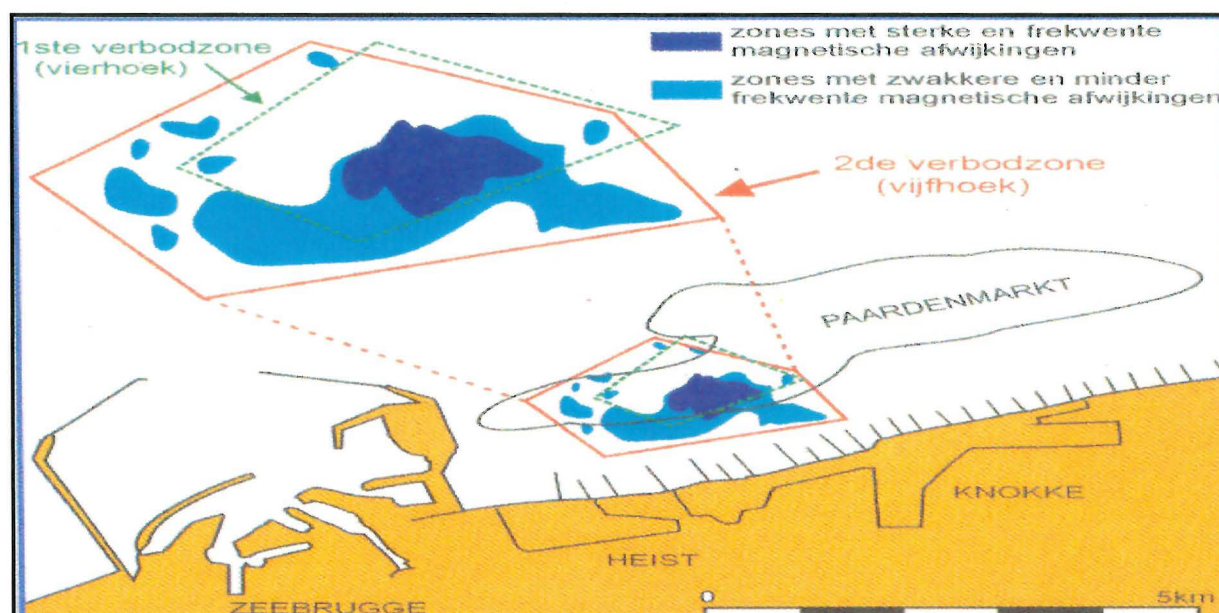 1ste verbodzone
(vierhoek)
zones met sterke en frekwente
magnetische afwijkingen
zones met zwakkere en minder
frekwente magnetische afwijkingen
2de verbodzone
(vijfhoek)
PAARDENMARKT
KNOKKE
HEIST
ZEEBRUGGE
0
5km